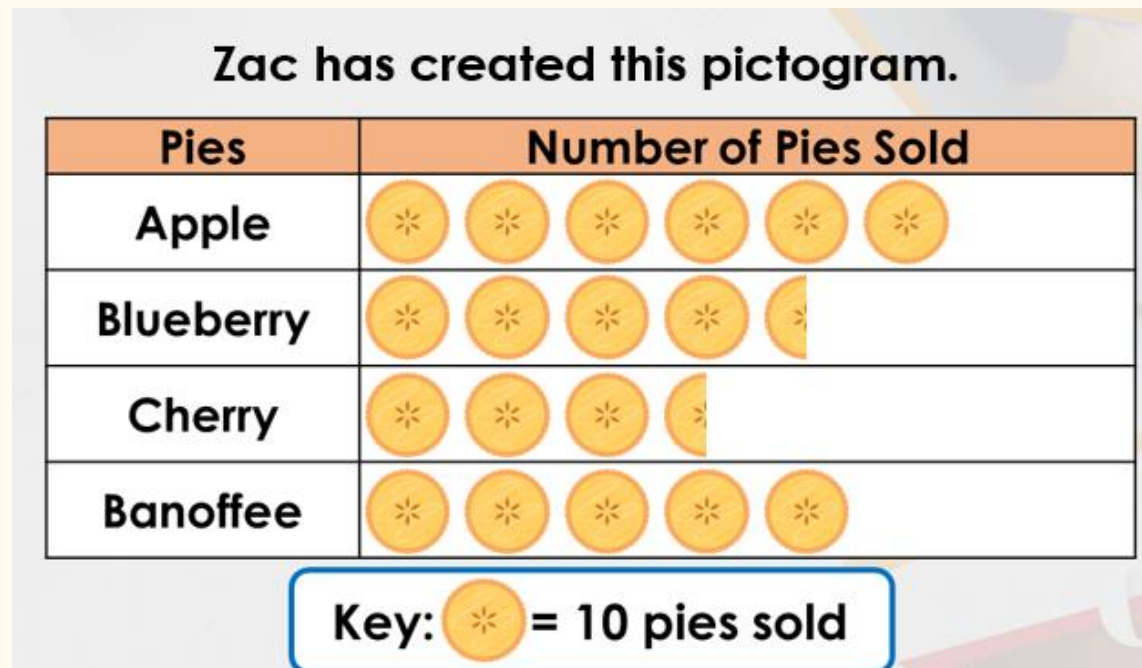 Zac has created this pictogram.
Pies Number of Pies Sold
Apple
Blueberry
Cherry
Banoffee
Key: = 10 pies sold